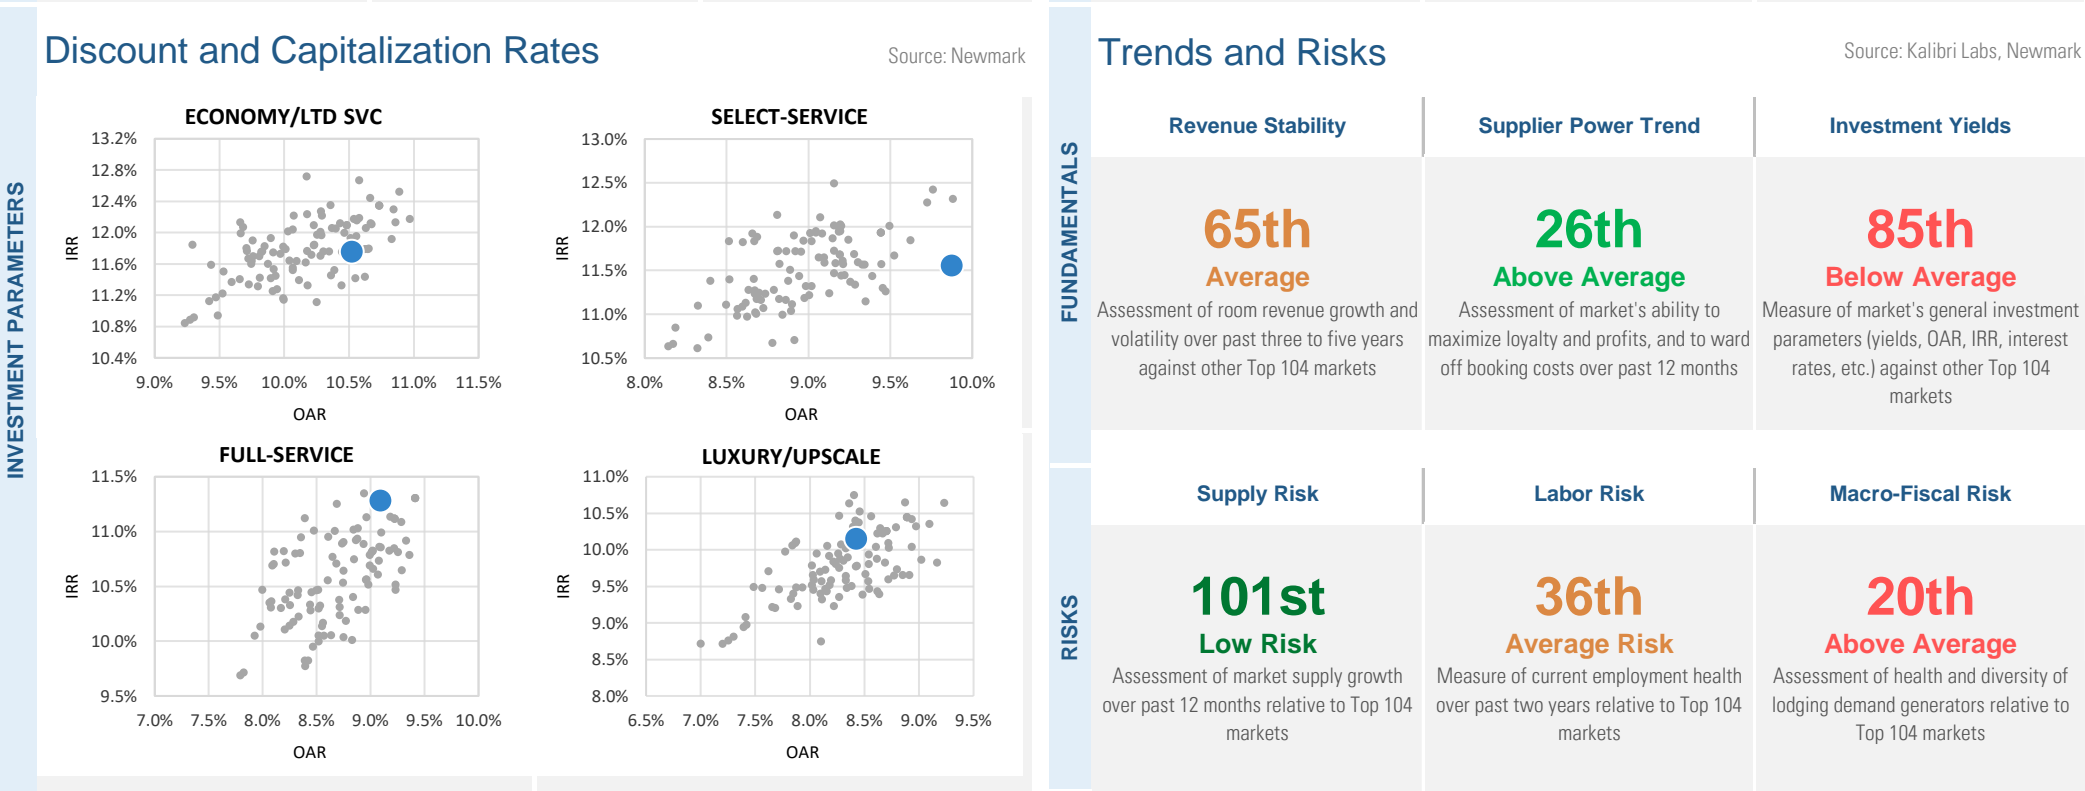 INVESTMENT PARAMETERS
Discount and Capitalization Rates
Source: Newmark
ECONOMY/LTD SVC
13.2%
12.8%
12.4%
12.0%
11.6%
11.2%
10.8%
10.4%
IRR
9.0% 9.5% 10.0% 10.5% 11.0% 11.5%
OAR
SELECT-SERVICE
13.0%
12.5%
12.0%
11.5%
11.0%
10.5%
IRR
8.0% 8.5% 9.0% 9.5% 10.0%
OAR
FULL-SERVICE
11.5%
11.0%
10.5%
10.0%
9.5%
IRR
7.0% 7.5% 8.0% 8.5% 9.0% 9.5% 10.0%
OAR
LUXURY/UPSCALE
11.0%
10.5%
10.0%
9.5%
9.0%
8.5%
8.0%
IRR
6.5% 7.0% 7.5% 8.0% 8.5% 9.0% 9.5%
OAR
Trends and Risks
Source: Kalibri Labs, Newmark
FUNDAMENTALS
Revenue Stability
65th
Average
Assessment of room revenue growth and
volatility over past three to five years
against other Top 104 markets
Supplier Power Trend
26th
Above Average
Assessment of market's ability to
maximize loyalty and profits, and to ward
off booking costs over past 12 months
Investment Yields
85th
Below Average
Measure of market's general investment
parameters (yields, OAR, IRR, interest
rates, etc.) against other Top 104
markets
RISKS
Supply Risk
101st
Low Risk
Assessment of market supply growth
over past 12 months relative to Top 104
markets
Labor Risk
36th
Average Risk
Measure of current employment health
over past two years relative to Top 104
markets
Macro-Fiscal Risk
20th
Above Average
Assessment of health and diversity of
lodging demand generators relative to
Top 104 markets